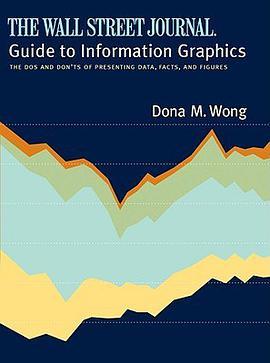 THE WALL STREET JOURNAL.
Guide to Information Graphics
THE DOS AND DON'TS OF PRESENTING DATA, FACTS, AND FIGURES
Dona M. Wong